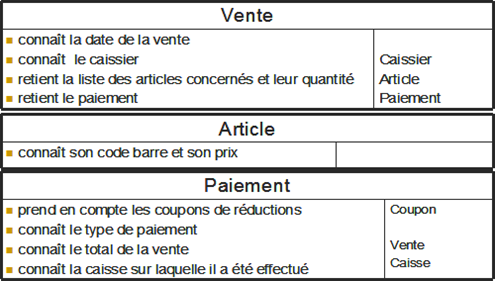 Vente
connaît la date de la vente
connaît le caissier Caissier
retient la liste des articles concernés et leur quantité Article
retient le paiement Paiement
Article
connaît son code barre et son prix
Paiement
prend en compte les coupons de réductions Coupon
connaît le type de paiement
connaît le total de la vente Vente
connaît la caisse sur laquelle il a été effectué Caisse